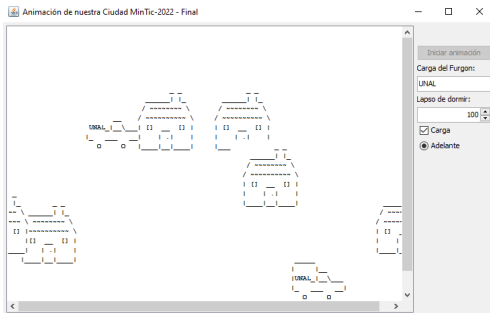 Animación de nuestra Ciudad MinTic-2022 - Final
Iniciar animación
Carga del Furgon:
UNAL
Lapso de dormir:
100
Carga
Adelante
UNAL
UNAL